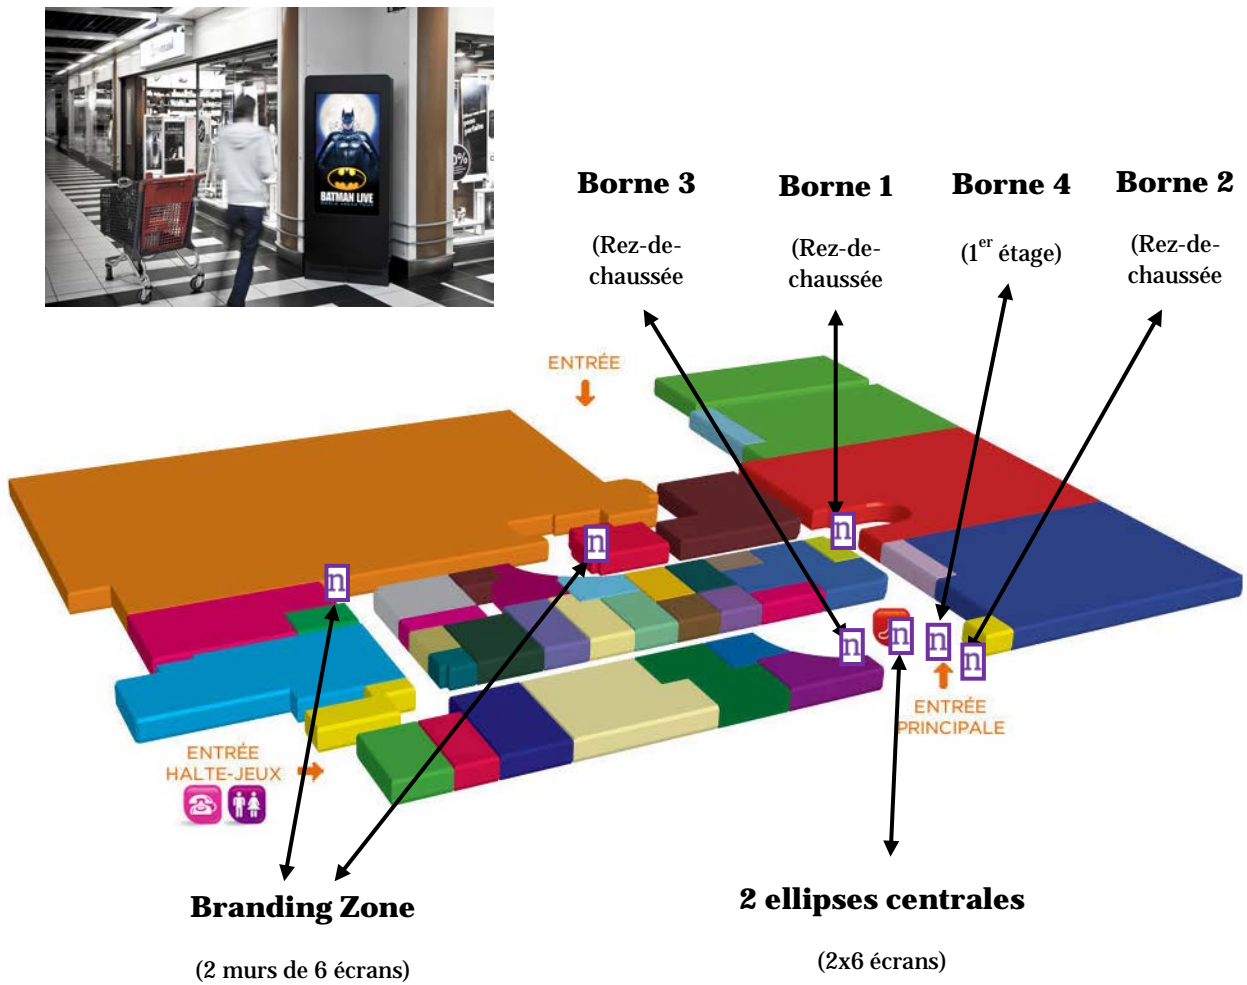 BATMAN LIVE
Borne 3
(Rez-de-
chaussée
Borne 1
(Rez-de-
chaussée
Borne 4
(1er étage)
Borne 2
(Rez-de-
chaussée
ENTRÉE
n
n
n
n
n
n
n
ENTRÉE
PRINCIPALE
ENTRÉE
HALTE-JEUX
Branding Zone
(2 murs de 6 écrans)
2 ellipses centrales
(2x6 écrans)